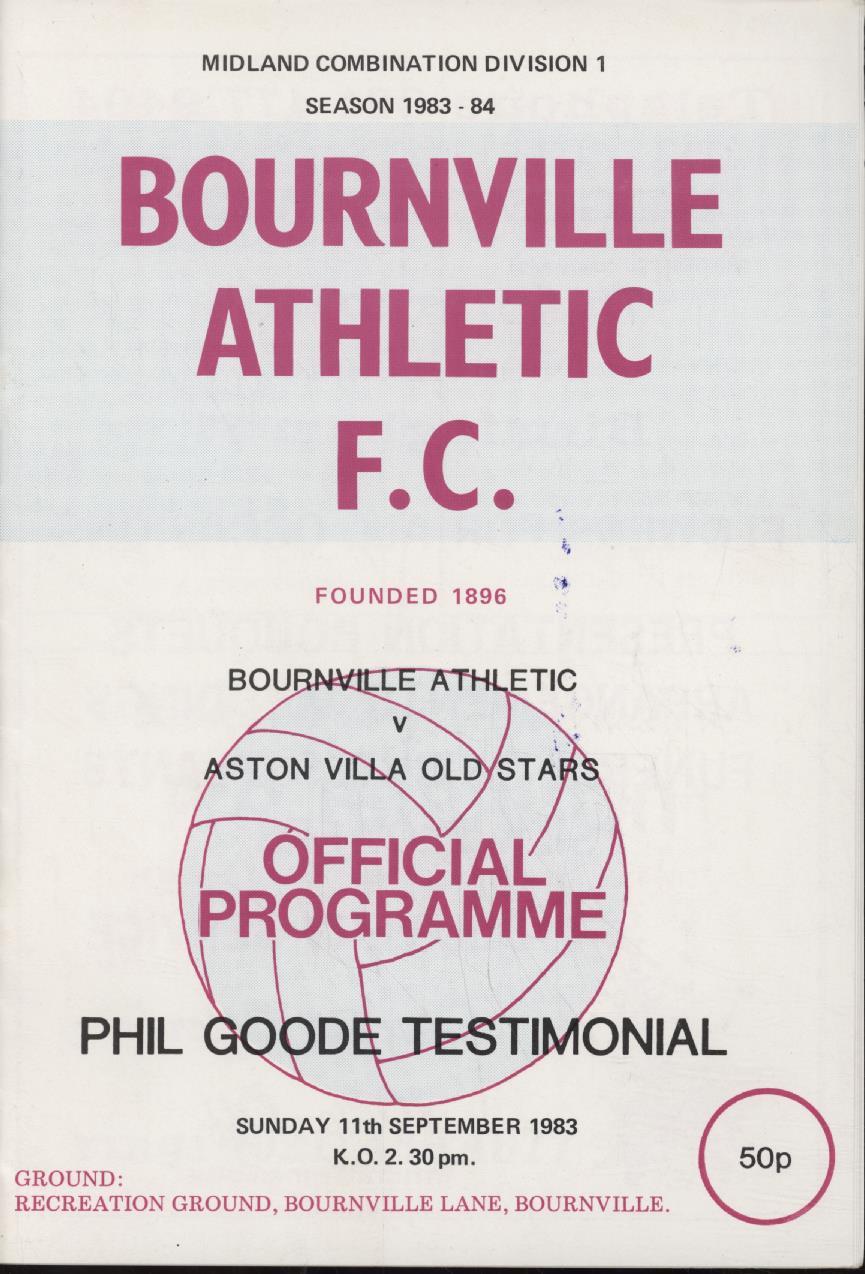 MIDLAND COMBINATION DIVISION 1
SEASON 1983 - 84
BOURNVILLE
ATHLETIC
F.C.
FOUNDED 1896
BOURNVILLE ATHLETIC
v
ASTON VILLA OLD STARS
OFFICIAL
PROGRAMME
PHIL GOODE TESTIMONIAL
SUNDAY 11th SEPTEMBER 1983
K.O. 2. 30 pm.
50p
GROUND:
RECREATION GROUND, BOURNVILLE LANE, BOURNVILLE.